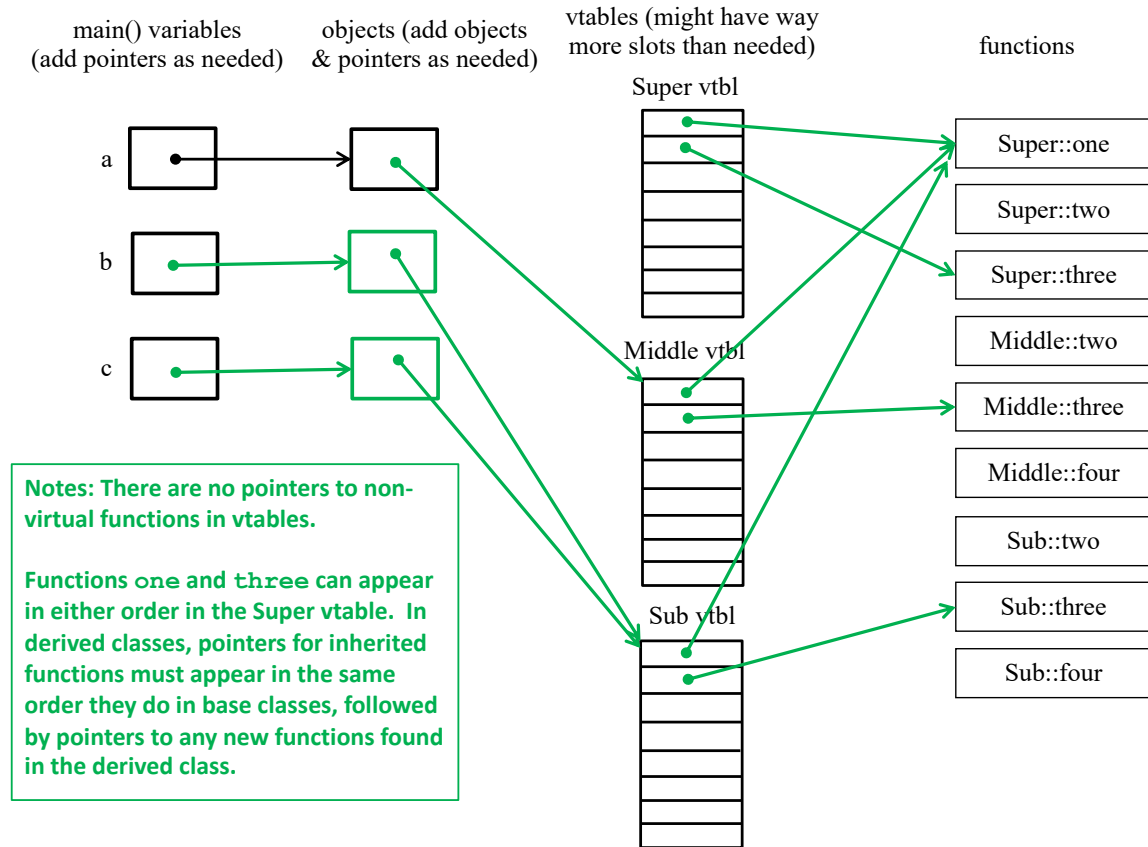 main() variables
(add pointers as needed)
objects (add objects
& pointers as needed)
vtables (might have way
more slots than needed)
functions
Super vtbl
a
b
c
Middle vtbl
Sub vtbl
Super::one
Super::two
Super::three
Middle::two
Middle::three
Middle::four
Sub::two
Sub::three
Sub::four
Notes: There are no pointers to non-
virtual functions in vtables.
Functions one and three can appear
in either order in the Super vtable. In
derived classes, pointers for inherited
functions must appear in the same
order they do in base classes, followed
by pointers to any new functions found
in the derived class.